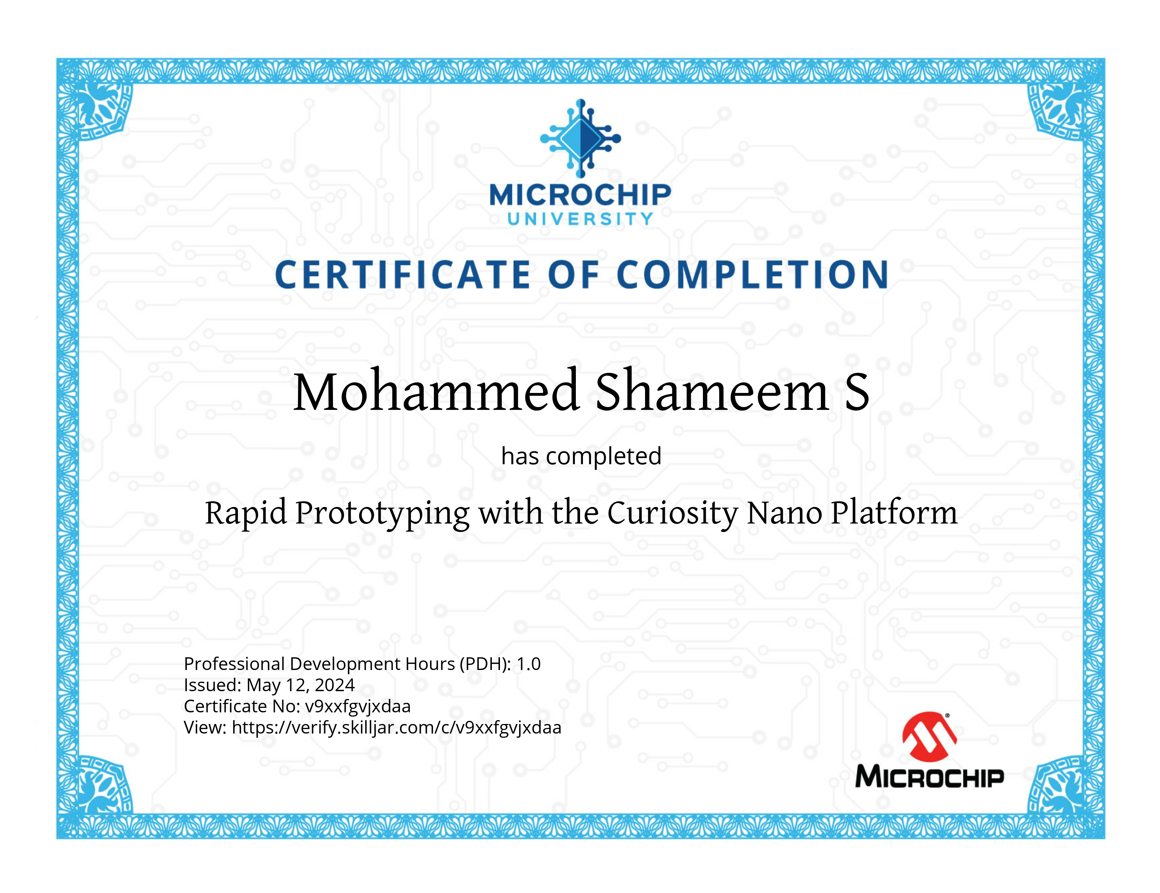 MICROCHIP
UNIVERSITY
CERTIFICATE OF COMPLETION
Mohammed Shameem S
has completed
Rapid Prototyping with the Curiosity Nano Platform
Professional Development Hours (PDH): 1.0
Issued: May 12, 2024
Certificate No: v9xxfgvjxdaa
View: https://verify.skilljar.com/c/v9xxfgvjxdaa
MICROCHIP